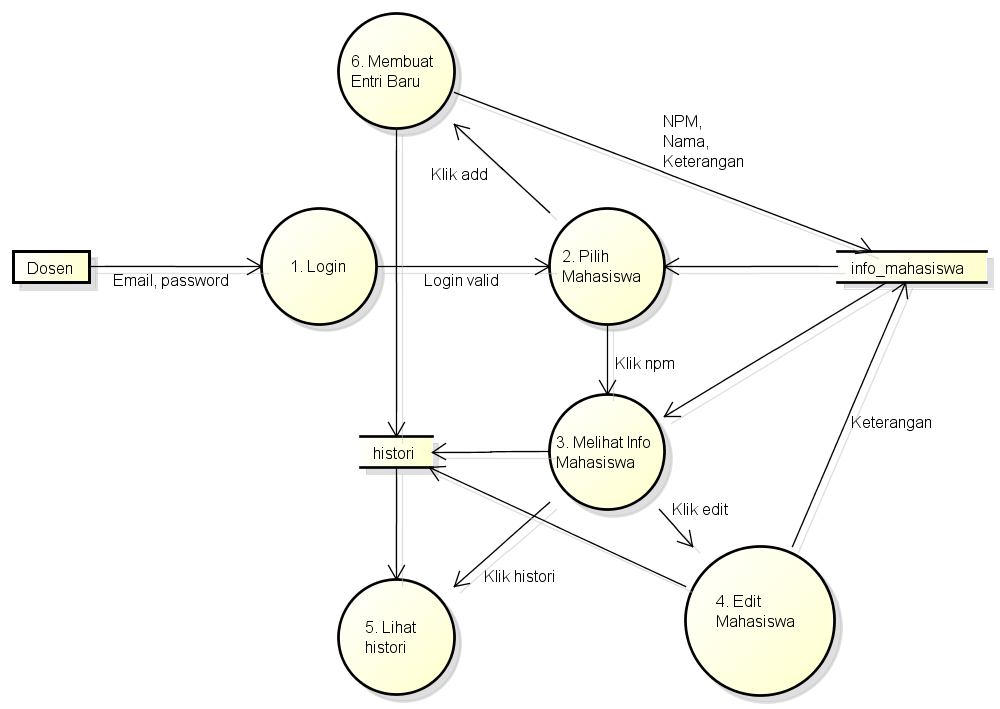 6. Membuat
Entri Baru
NPM,
Nama,
Keterangan
Klik add
Dosen
Email, password
1. Login
Login valid
2. Pilih
Mahasiswa
info_mahasiswa
Klik npm
Keterangan
histori
3. Melihat Info
Mahasiswa
Klik edit
Klik histori
4. Edit
Mahasiswa
5. Lihat
histori